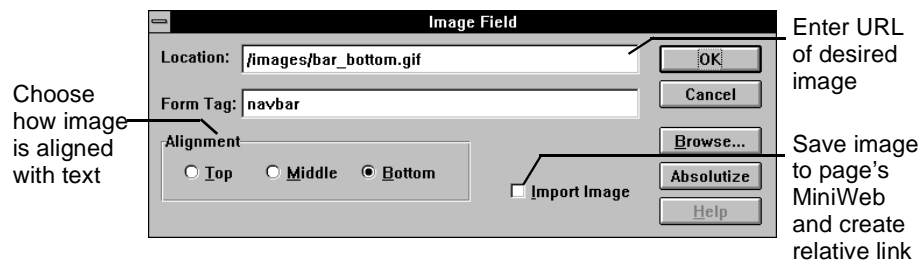 Image Field
Location: /images/bar_bottom.gif
OK
Enter URL
of desired
image
Form Tag: navbar
Cancel
Choose
how image
is aligned
with text
Alignment
Top Middle Bottom
Import Image
Browse...
Absolutize
Help
Save image
to page's
MiniWeb
and create
relative link